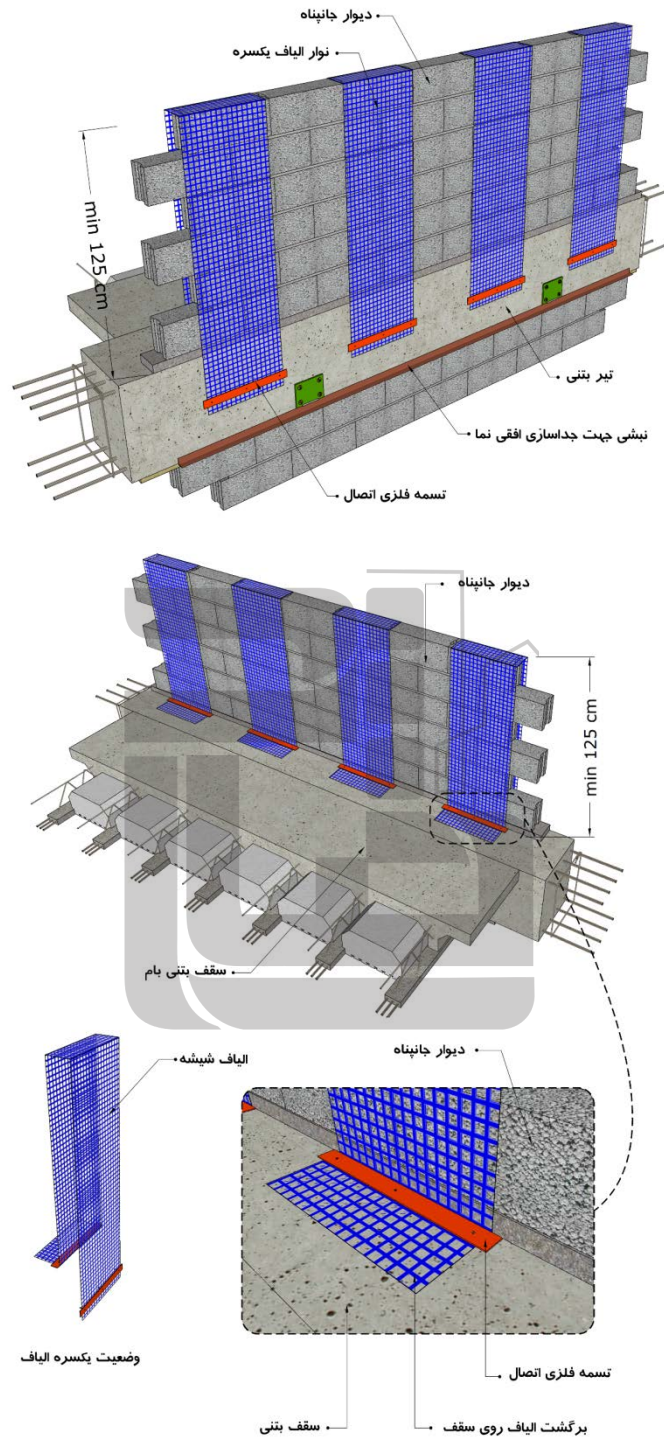 دیوار جانپناه
نوار الیاف یکسره
min 125 cm
تیر بتنی
نبشی جهت جداسازی افقی نما
تسمه فلزی اتصال
دیوار جانپناه
min 125 cm
سقف بتنی بام
دیوار جانپناه
الیاف شیشه
وضعیت یکسره الیاف
تسمه فلزی اتصال
برگشت الیاف روی سقف
سقف بتنی